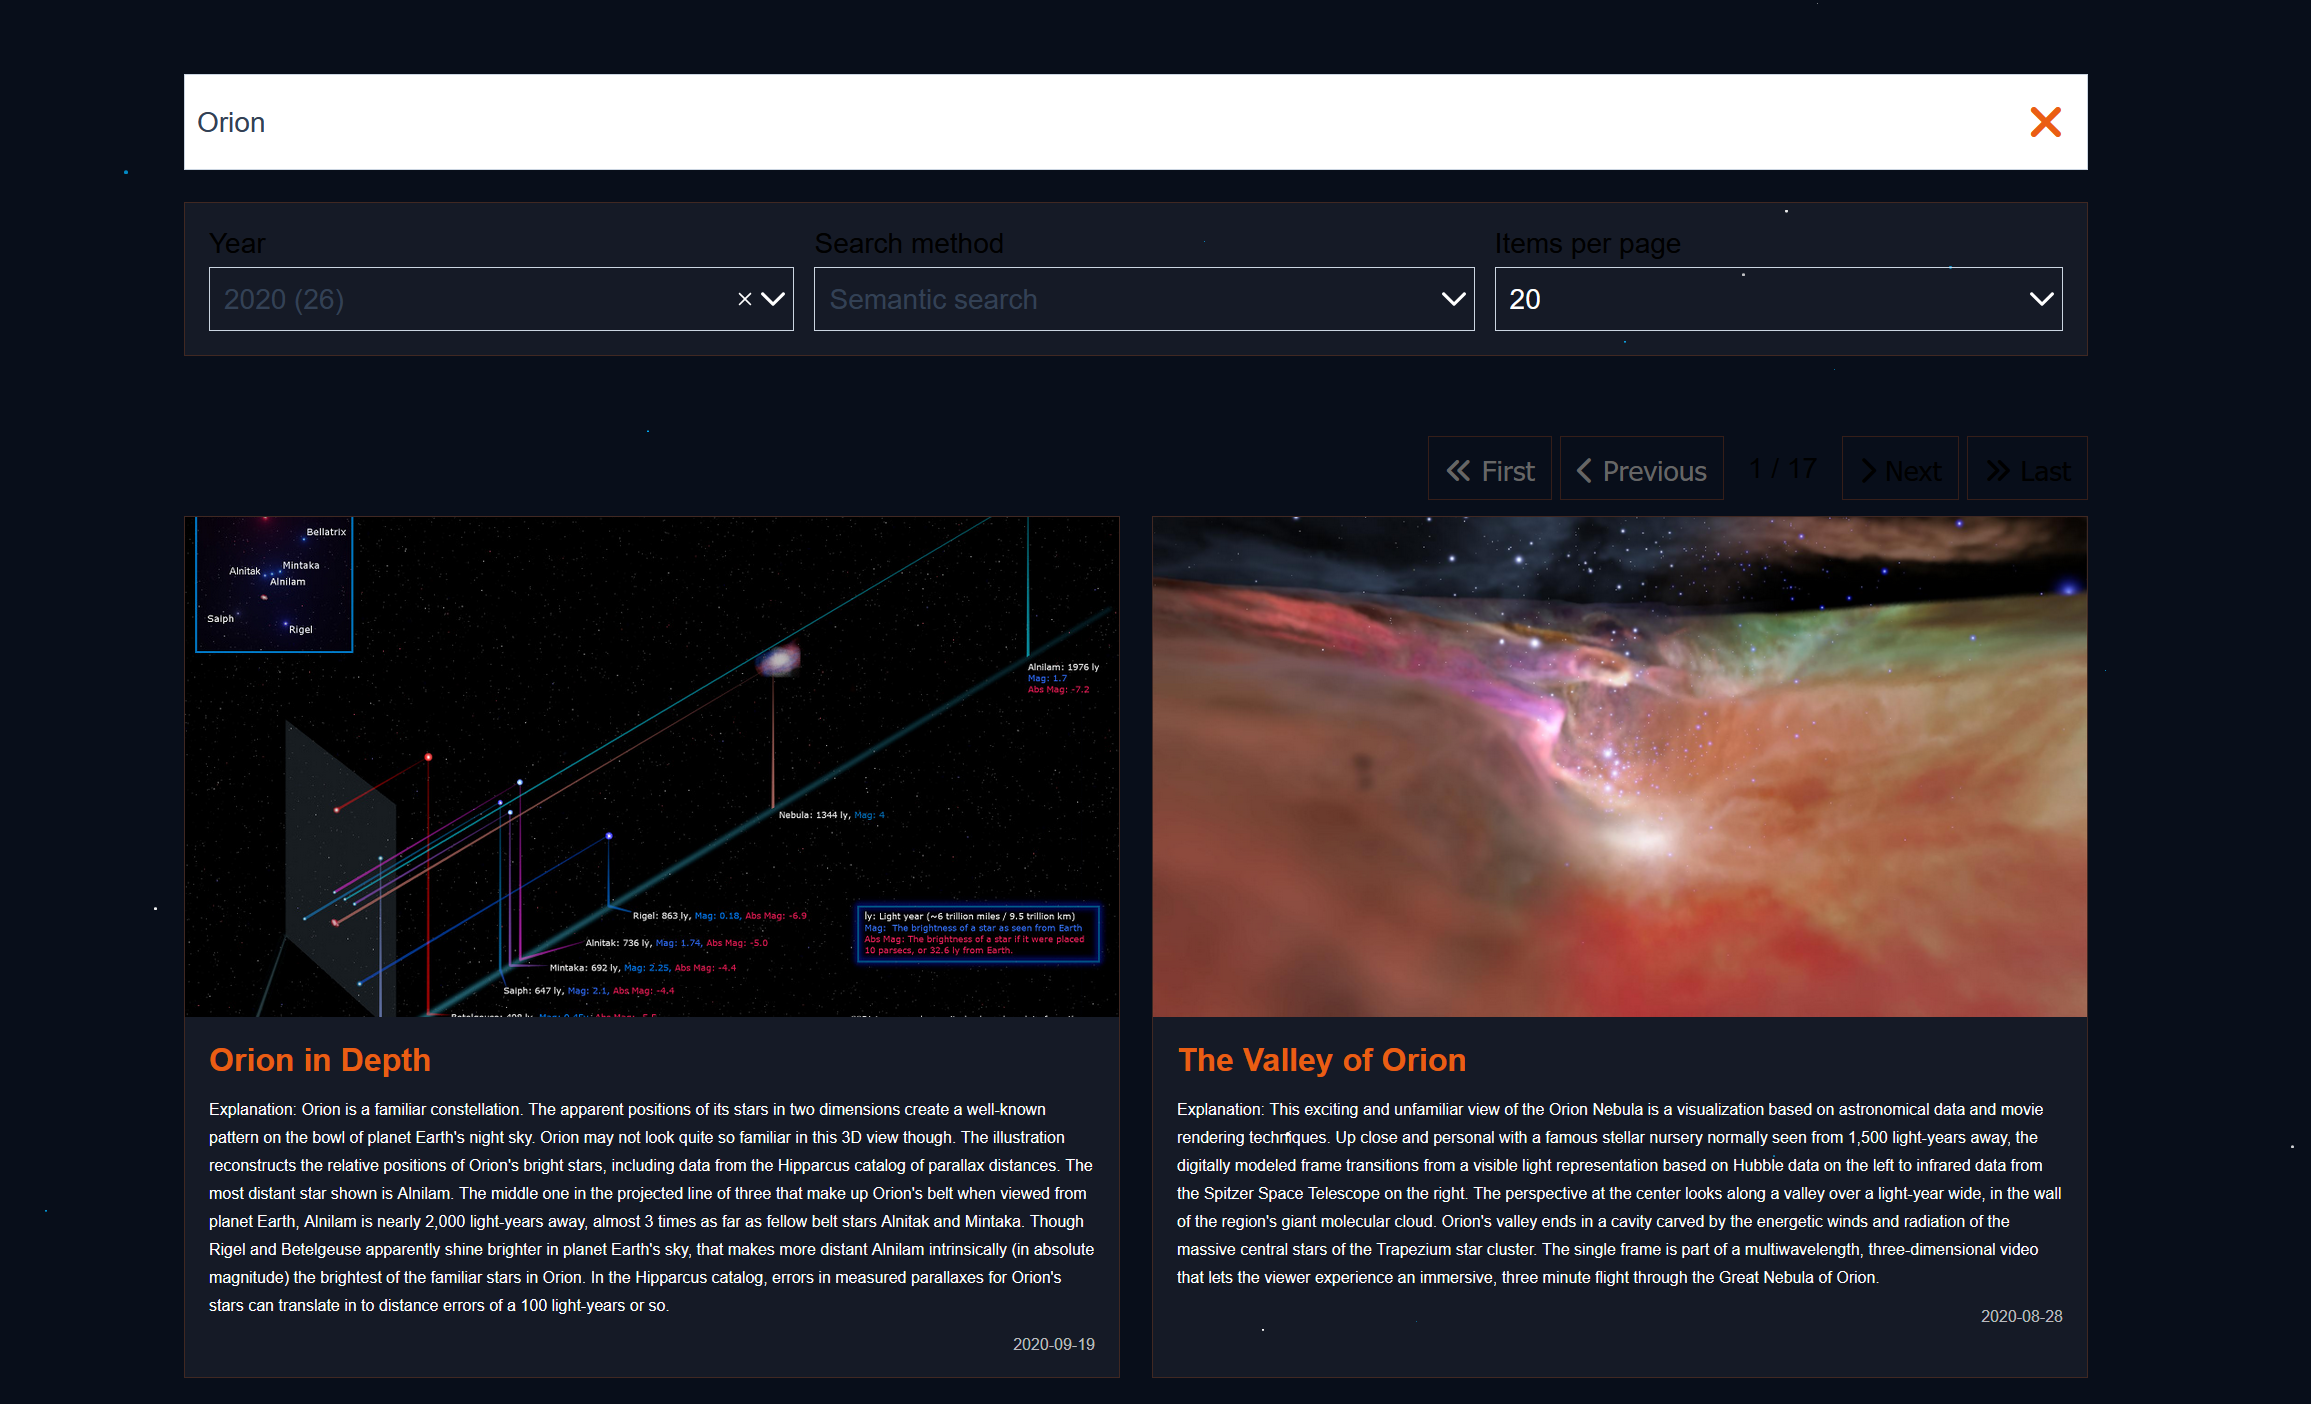 Orion
Year
Search method
Items per page
2020 (26)
Semantic search
20
First
Previous
1 / 17
Next
Last
Bellatrix
Mintaka
Alnitak
Alnilam
Saiph
Rigel
Alnilam: 1976 ly
Mag: 1.7
Abs Mag: -7.2
Nebula: 1344 ly, Mag: 4
Rigel: 863 ly, Mag: 0.18, Abs Mag: -6.9
Alnitak: 736 ly, Mag: 1.74, Abs Mag: -5.0
Mintaka: 692 ly, Mag: 2.25, Abs Mag: -4.4
Saiph: 647 ly, Mag: 2.1, Abs Mag: -4.4
ly: Light year (~6 trillion miles / 9.5 trillion km)
Mag: The brightness of a star as seen from Earth
Abs Mag: The brightness of a star if it were placed
10 parsecs, or 32.6 ly from Earth.
Orion in Depth
Explanation: Orion is a familiar constellation. The apparent positions of its stars in two dimensions create a well-known
pattern on the bowl of planet Earth's night sky. Orion may not look quite so familiar in this 3D view though. The illustration
reconstructs the relative positions of Orion's bright stars, including data from the Hipparcus catalog of parallax distances. The
most distant star shown is Alnilam. The middle one in the projected line of three that make up Orion's belt when viewed from
planet Earth, Alnilam is nearly 2,000 light-years away, almost 3 times as far as fellow belt stars Alnitak and Mintaka. Though
Rigel and Betelgeuse apparently shine brighter in planet Earth's sky, that makes more distant Alnilam intrinsically (in absolute
magnitude) the brightest of the familiar stars in Orion. In the Hipparcus catalog, errors in measured parallaxes for Orion's
stars can translate in to distance errors of a 100 light-years or so.
2020-09-19
The Valley of Orion
Explanation: This exciting and unfamiliar view of the Orion Nebula is a visualization based on astronomical data and movie
rendering techniques. Up close and personal with a famous stellar nursery normally seen from 1,500 light-years away, the
digitally modeled frame transitions from a visible light representation based on Hubble data on the left to infrared data from
the Spitzer Space Telescope on the right. The perspective at the center looks along a valley over a light-year wide, in the wall
of the region's giant molecular cloud. Orion's valley ends in a cavity carved by the energetic winds and radiation of the
massive central stars of the Trapezium star cluster. The single frame is part of a multiwavelength, three-dimensional video
that lets the viewer experience an immersive, three minute flight through the Great Nebula of Orion.
2020-08-28